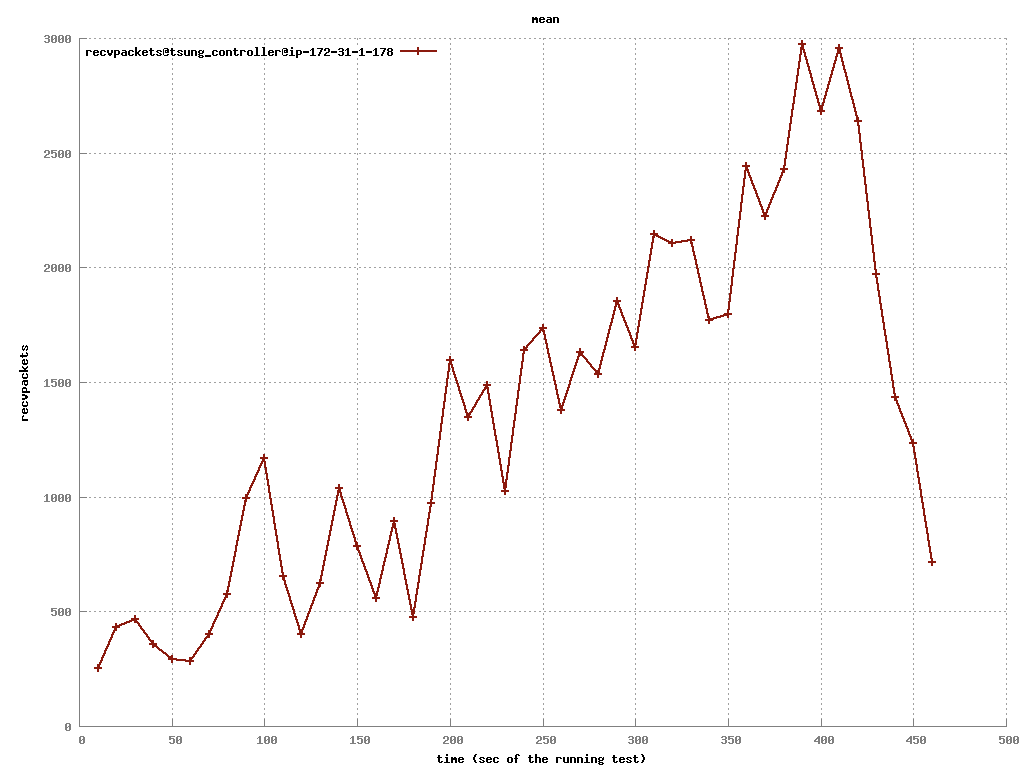 mean
recvpackets@tsung_controller@ip-172-31-1-178
3000
2500
2000
1500
1000
500
0
recvpackets
0 50 100 150 200 250 300 350 400 450 500
time (sec of the running test)